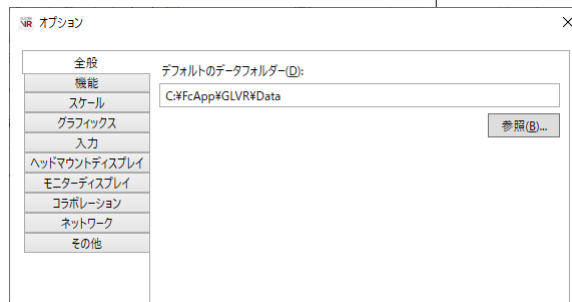 VR オプション
全般
機能
スケール
グラフィックス
入力
ヘッドマウントディスプレイ
モニターディスプレイ
コラボレーション
ネットワーク
その他
デフォルトのデータフォルダー(D):
C:¥FcApp¥GLVR¥Data
参照(B)...